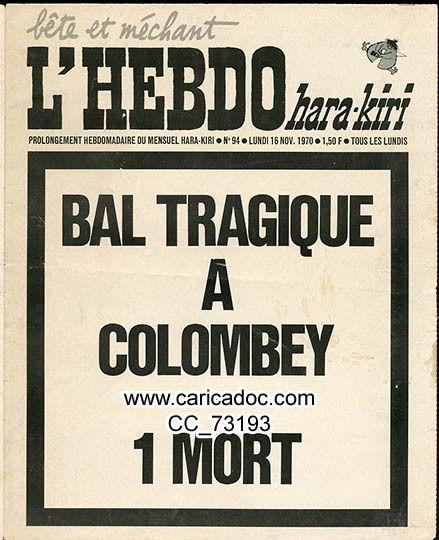 bête et méchant
L'HEBDO hara-kiri
PROLONGEMENT HEBDOMADAIRE DU MENSUEL HARA-KIRI • N° 94 • LUNDI 16 NOV. 1970 • 1,50 F • TOUS LES LUNDIS
BAL TRAGIQUE
A
COLOMBEY
www.caricadoc.com
CC_73193
1 MORT